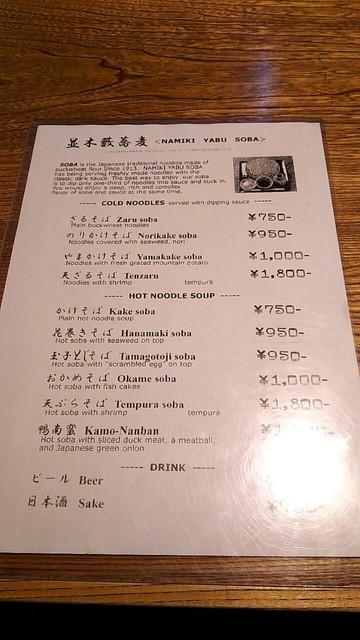 並木藪蕎麦 <NAMIKI YABU SOBA>
SOBA is the Japanese traditional noodles made of
buckwheat flour. Since 1913, NAMIKI YABU SOBA
has being serving freshly made noodles with the
classic dark sauce. The best way to enjoy our soba
is to dip only one-third of noodles into sauce and suck in.
You would enjoy a deep, rich and complex
flavor of soba and sauce at the same time.
----- COLD NOODLES served with dipping sauce -----
ざるそば Zaru soba ¥750-
Plain buckwheat noodles
のりかけそば Norikake soba ¥950-
Noodles covered with seaweed, nori
やまかけそば Yamakake soba ¥1,000-
Noodles with fresh grated mountain potato
天ざるそば Tenzaru ¥1,800-
Noodles with shrimp tempura
----- HOT NOODLE SOUP -----
かけそば Kake soba ¥750-
Plain hot noodle soup
花巻きそば Hanamaki soba ¥950-
Hot soba with seaweed on top
玉子とじそば Tamagotoji soba ¥950-
Hot soba with "scrambled egg" on top
おかめそば Okame soba ¥1,000-
Hot soba with fish cakes
天ぷらそば Tempura soba ¥1,800-
Hot soba with shrimp tempura
鴨南蛮 Kamo-Nanban
Hot soba with sliced duck meat, a meatball,
and Japanese green onion
----- DRINK -----
ビール Beer
日本酒 Sake